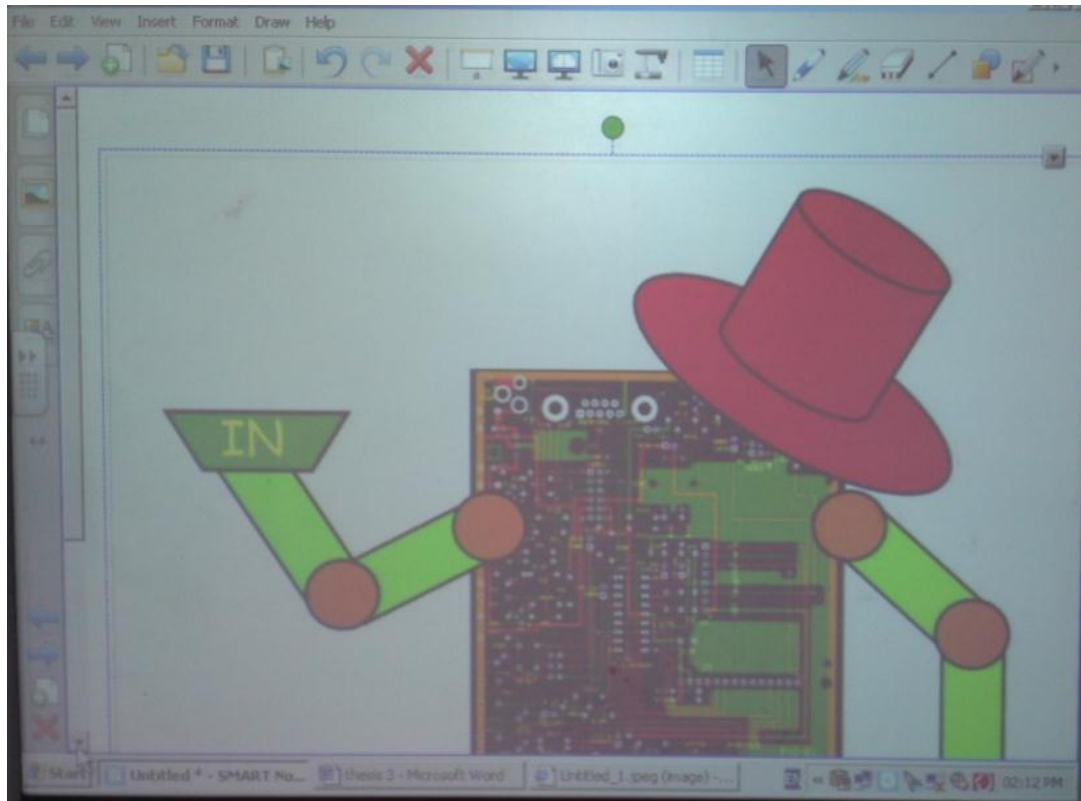 File Edit View Insert Format Draw Help
IN
Start Untitled * - SMART No... thesis 3 - Microsoft Word Untitled_1.jpeg (Image) -... 02:12 PM